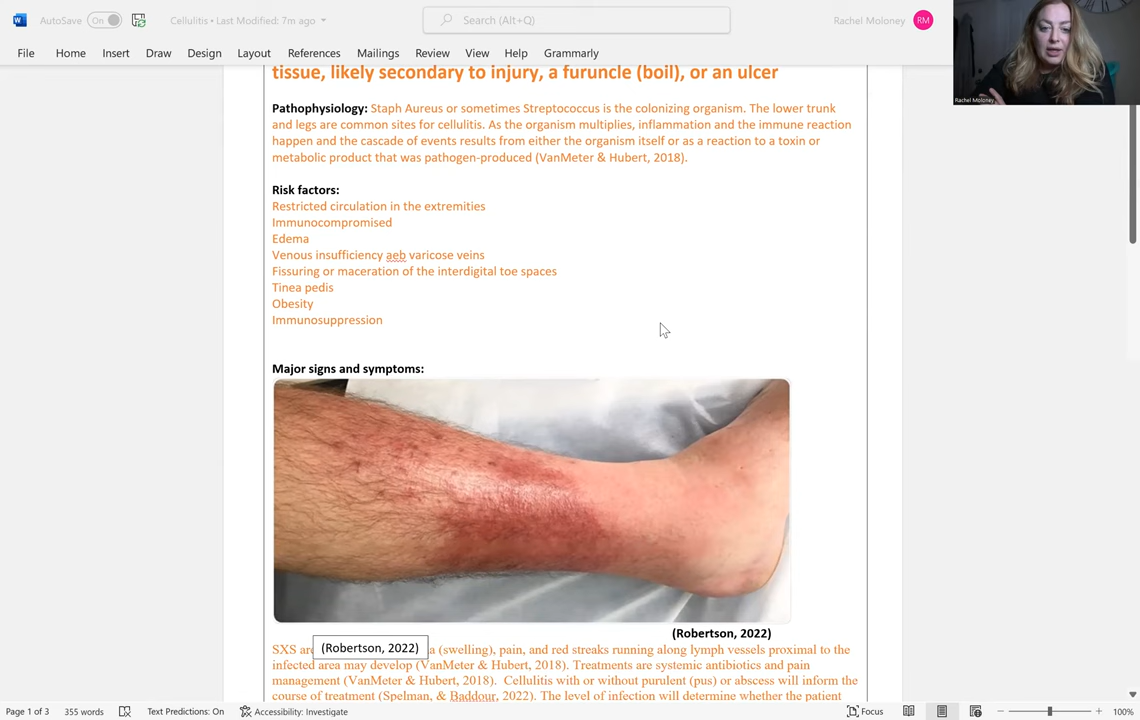 AutoSave On Cellulitis • Last Modified: 7m ago Search (Alt+Q) Rachel Moloney RM
File Home Insert Draw Design Layout References Mailings Review View Help Grammarly
Rachel Moloney
tissue, likely secondary to injury, a furuncle (boil), or an ulcer
Pathophysiology: Staph Aureus or sometimes Streptococcus is the colonizing organism. The lower trunk
and legs are common sites for cellulitis. As the organism multiplies, inflammation and the immune reaction
happen and the cascade of events results from either the organism itself or as a reaction to a toxin or
metabolic product that was pathogen-produced (VanMeter & Hubert, 2018).
Risk factors:
Restricted circulation in the extremities
Immunocompromised
Edema
Venous insufficiency aeb varicose veins
Fissuring or maceration of the interdigital toe spaces
Tinea pedis
Obesity
Immunosuppression
Major signs and symptoms:
(Robertson, 2022)
(Robertson, 2022)
SXS a (swelling), pain, and red streaks running along lymph vessels proximal to the
infected area may develop (VanMeter & Hubert, 2018). Treatments are systemic antibiotics and pain
management (VanMeter & Hubert, 2018). Cellulitis with or without purulent (pus) or abscess will inform the
course of treatment (Spelman, & Baddour, 2022). The level of infection will determine whether the patient
Page 1 of 3 355 words Text Predictions: On Accessibility: Investigate Focus 100%